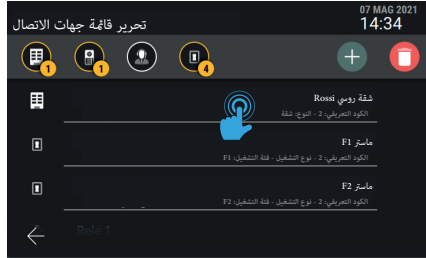 07 MAG 2021
14:34
تحرير قائمة جهات الاتصال
1
1
4
شقة روسي Rossi
الكود التعريفي: 2 - النوع: شقة
ماستر F1
الكود التعريفي: 2 - نوع التشغيل - فئة التشغيل: F1
ماستر F2
الكود التعريفي: 2 - نوع التشغيل - فئة التشغيل: F2
Rele 1